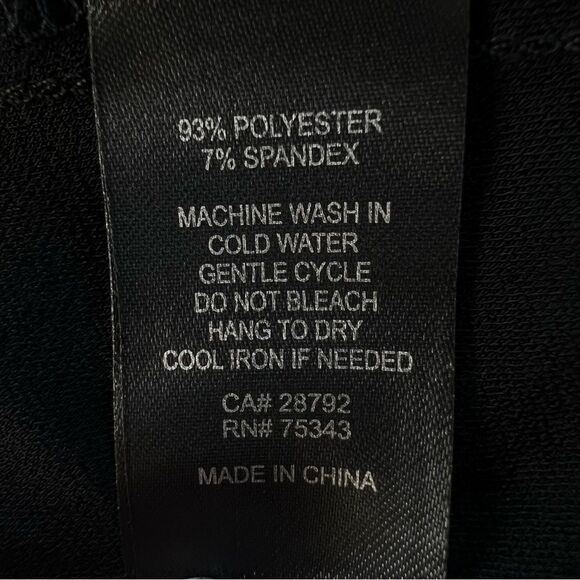 93% POLYESTER
7% SPANDEX
MACHINE WASH IN
COLD WATER
GENTLE CYCLE
DO NOT BLEACH
HANG TO DRY
COOL IRON IF NEEDED
CA# 28792
RN# 75343
MADE IN CHINA